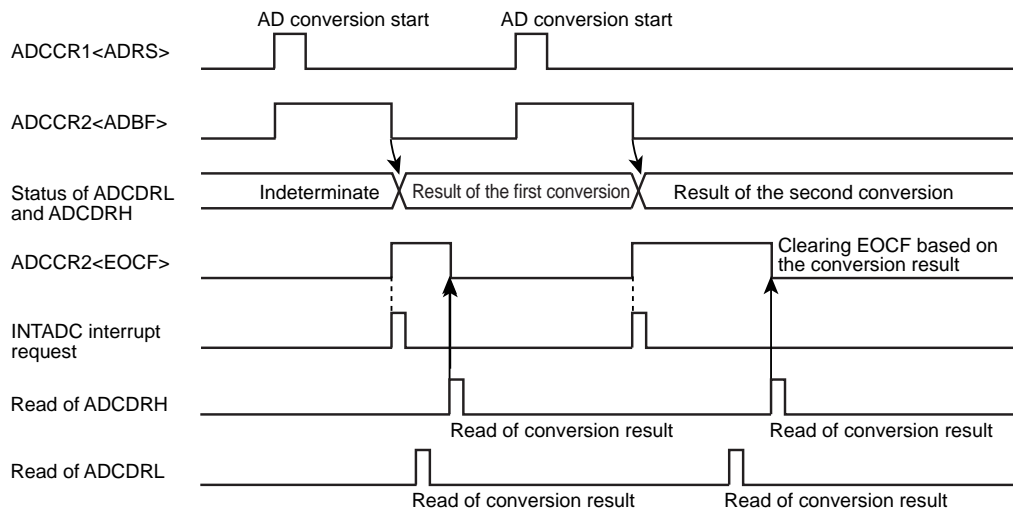 AD conversion start
AD conversion start
ADCCR1<ADRS>
ADCCR2<ADBF>
Status of ADCDRL
and ADCDRH
Indeterminate
Result of the first conversion
Result of the second conversion
ADCCR2<EOCF>
Clearing EOCF based on
the conversion result
INTADC interrupt
request
Read of ADCDRH
Read of conversion result
Read of conversion result
Read of ADCDRL
Read of conversion result
Read of conversion result